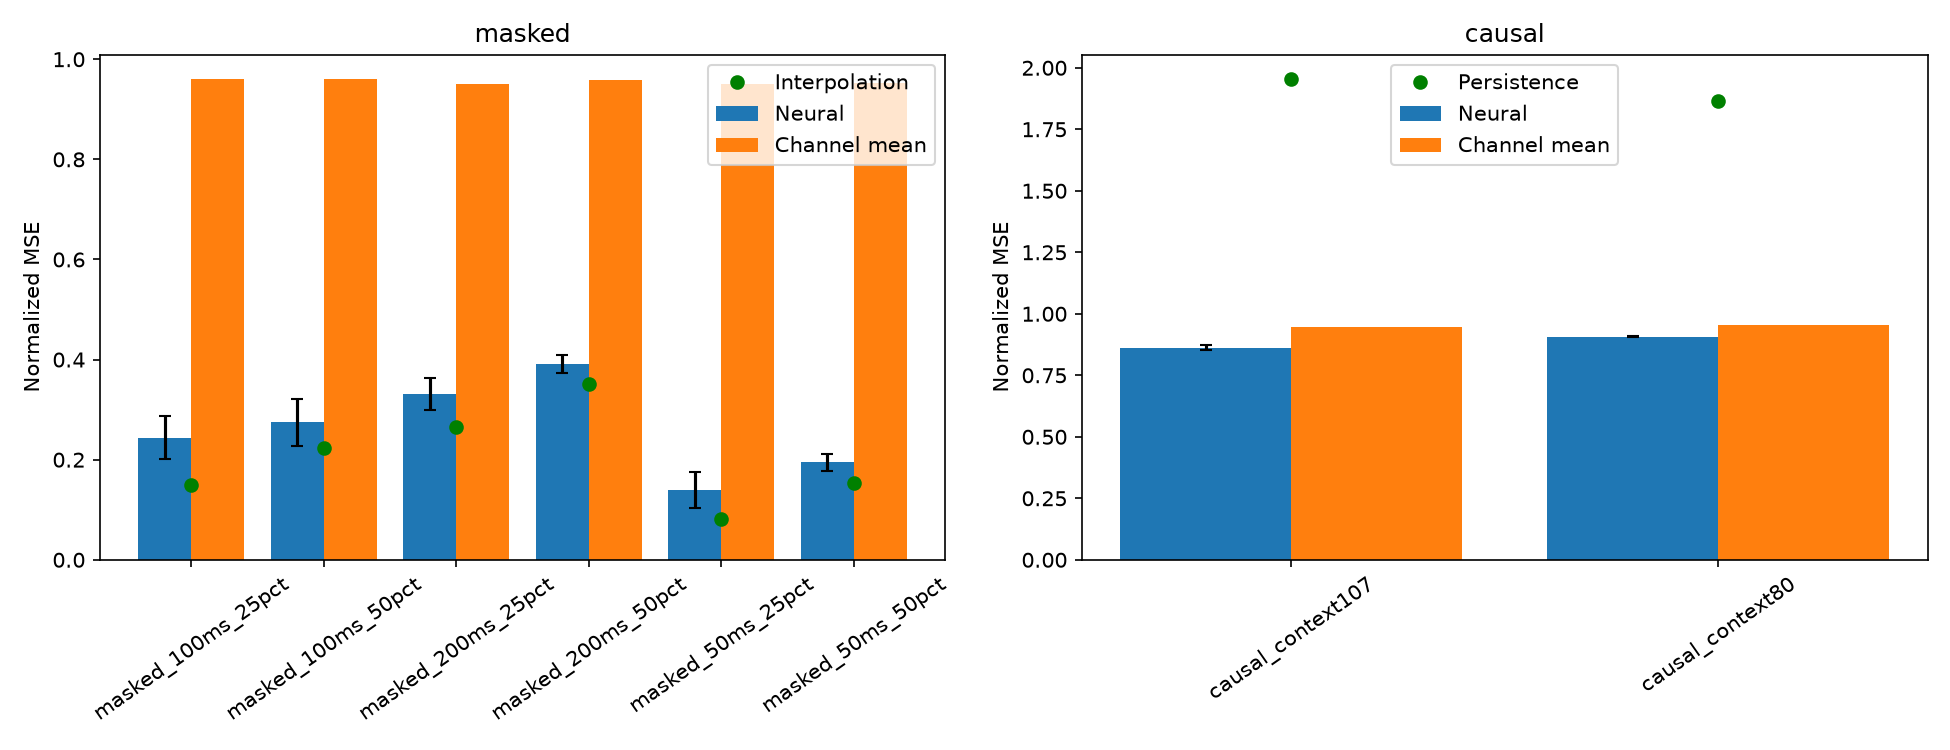 masked
Normalized MSE
1.0
0.8
0.6
0.4
0.2
0.0
Interpolation
Neural
Channel mean
masked_100ms_25pct
masked_100ms_50pct
masked_200ms_25pct
masked_200ms_50pct
masked_50ms_25pct
masked_50ms_50pct
causal
Normalized MSE
2.00
1.75
1.50
1.25
1.00
0.75
0.50
0.25
0.00
Persistence
Neural
Channel mean
causal_context107
causal_context80